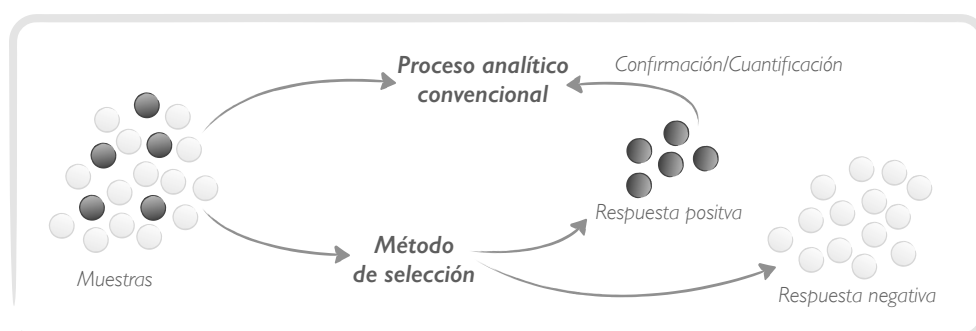 Proceso analítico
convencional
Confirmación/Cuantificación
Respuesta positva
Muestras
Método
de selección
Respuesta negativa